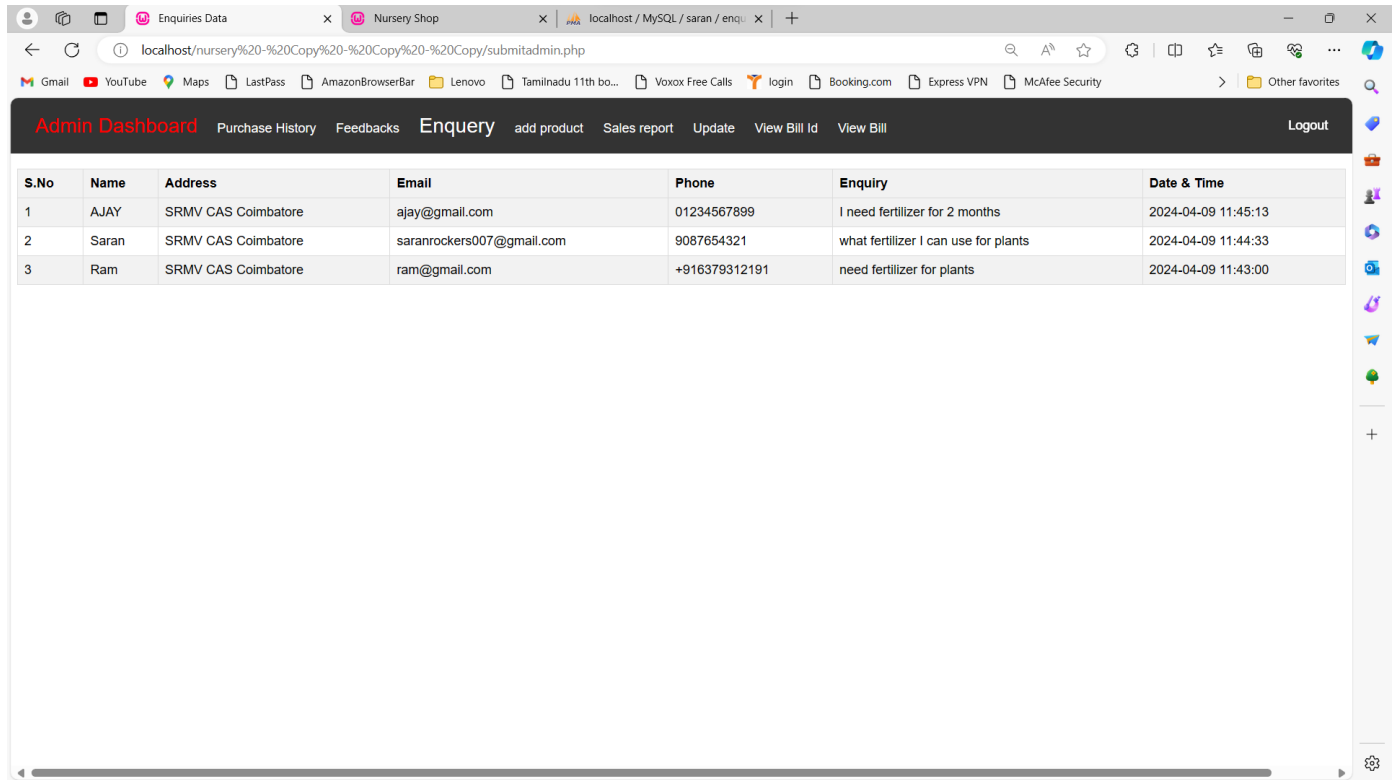 Enquiries Data Nursery Shop localhost / MySQL / saran / enqu
localhost/nursery%20-%20Copy%20-%20Copy%20-%20Copy/submitadmin.php
Gmail YouTube Maps LastPass AmazonBrowserBar Lenovo Tamilnadu 11th bo... Voxox Free Calls login Booking.com Express VPN McAfee Security Other favorites
Admin Dashboard Purchase History Feedbacks Enquery add product Sales report Update View Bill Id View Bill Logout
S.No Name Address Email Phone Enquiry Date & Time
1 AJAY SRMV CAS Coimbatore ajay@gmail.com 01234567899 I need fertilizer for 2 months 2024-04-09 11:45:13
2 Saran SRMV CAS Coimbatore saranrockers007@gmail.com 9087654321 what fertilizer I can use for plants 2024-04-09 11:44:33
3 Ram SRMV CAS Coimbatore ram@gmail.com +916379312191 need fertilizer for plants 2024-04-09 11:43:00